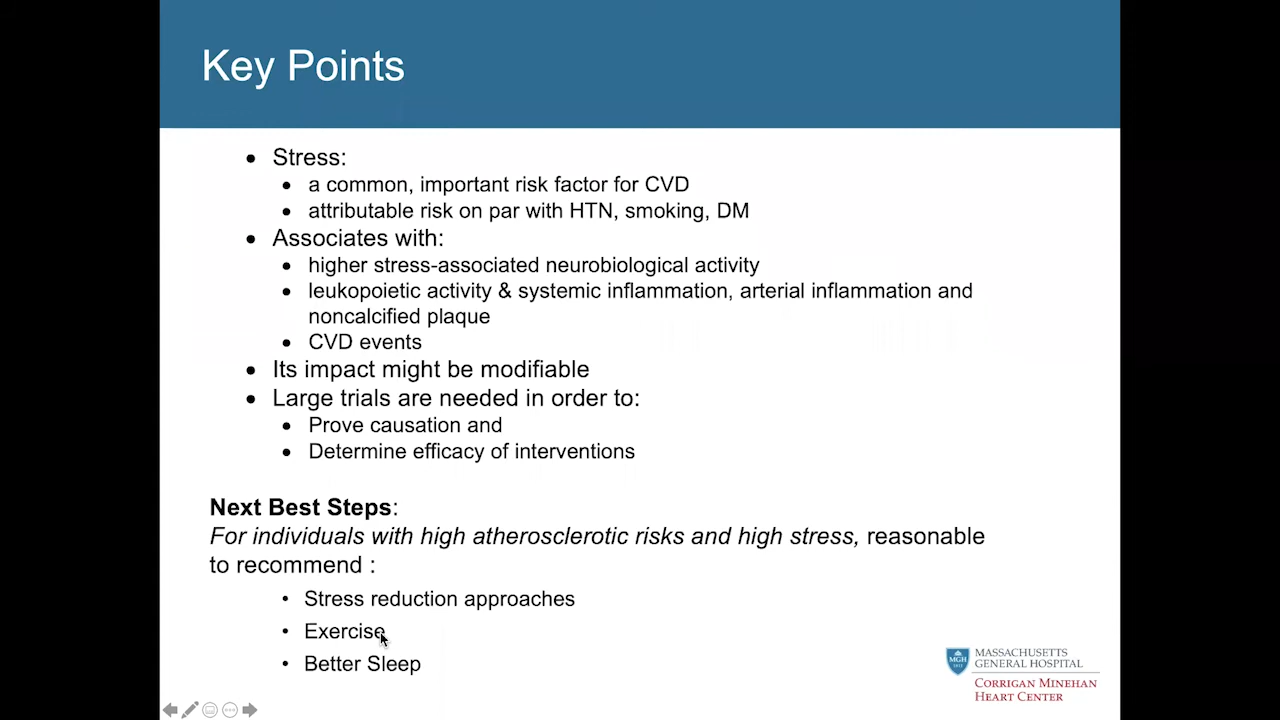 Key Points
• Stress:
• a common, important risk factor for CVD
• attributable risk on par with HTN, smoking, DM
• Associates with:
• higher stress-associated neurobiological activity
• leukopoietic activity & systemic inflammation, arterial inflammation and
noncalcified plaque
• CVD events
• Its impact might be modifiable
• Large trials are needed in order to:
• Prove causation and
• Determine efficacy of interventions
Next Best Steps:
For individuals with high atherosclerotic risks and high stress, reasonable
to recommend :
• Stress reduction approaches
• Exercise
• Better Sleep
MGH
1811
MASSACHUSETTS
GENERAL HOSPITAL
CORRIGAN MINEHAN
HEART CENTER